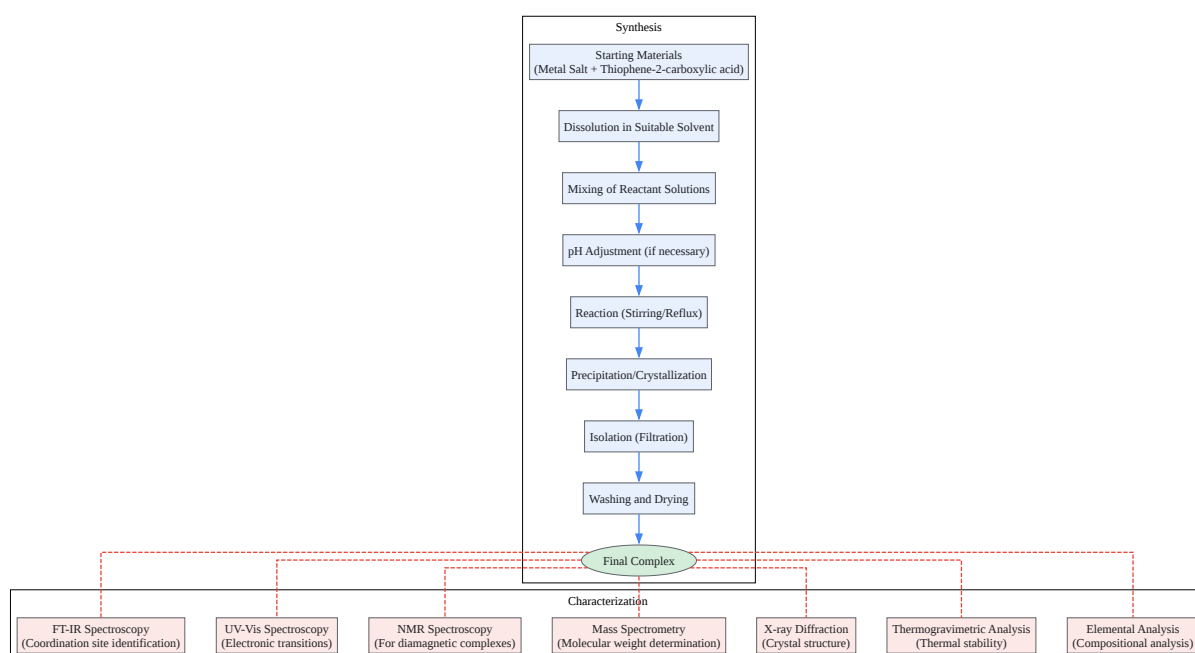 Synthesis
Starting Materials
(Metal Salt + Thiophene-2-carboxylic acid)
Dissolution in Suitable Solvent
Mixing of Reactant Solutions
pH Adjustment (if necessary)
Reaction (Stirring/Reflux)
Precipitation/Crystallization
Isolation (Filtration)
Washing and Drying
Final Complex
Characterization
FT-IR Spectroscopy
(Coordination site identification)
UV-Vis Spectroscopy
(Electronic transitions)
NMR Spectroscopy
(For diamagnetic complexes)
Mass Spectrometry
(Molecular weight determination)
X-ray Diffraction
(Crystal structure)
Thermogravimetric Analysis
(Thermal stability)
Elemental Analysis
(Compositional analysis)